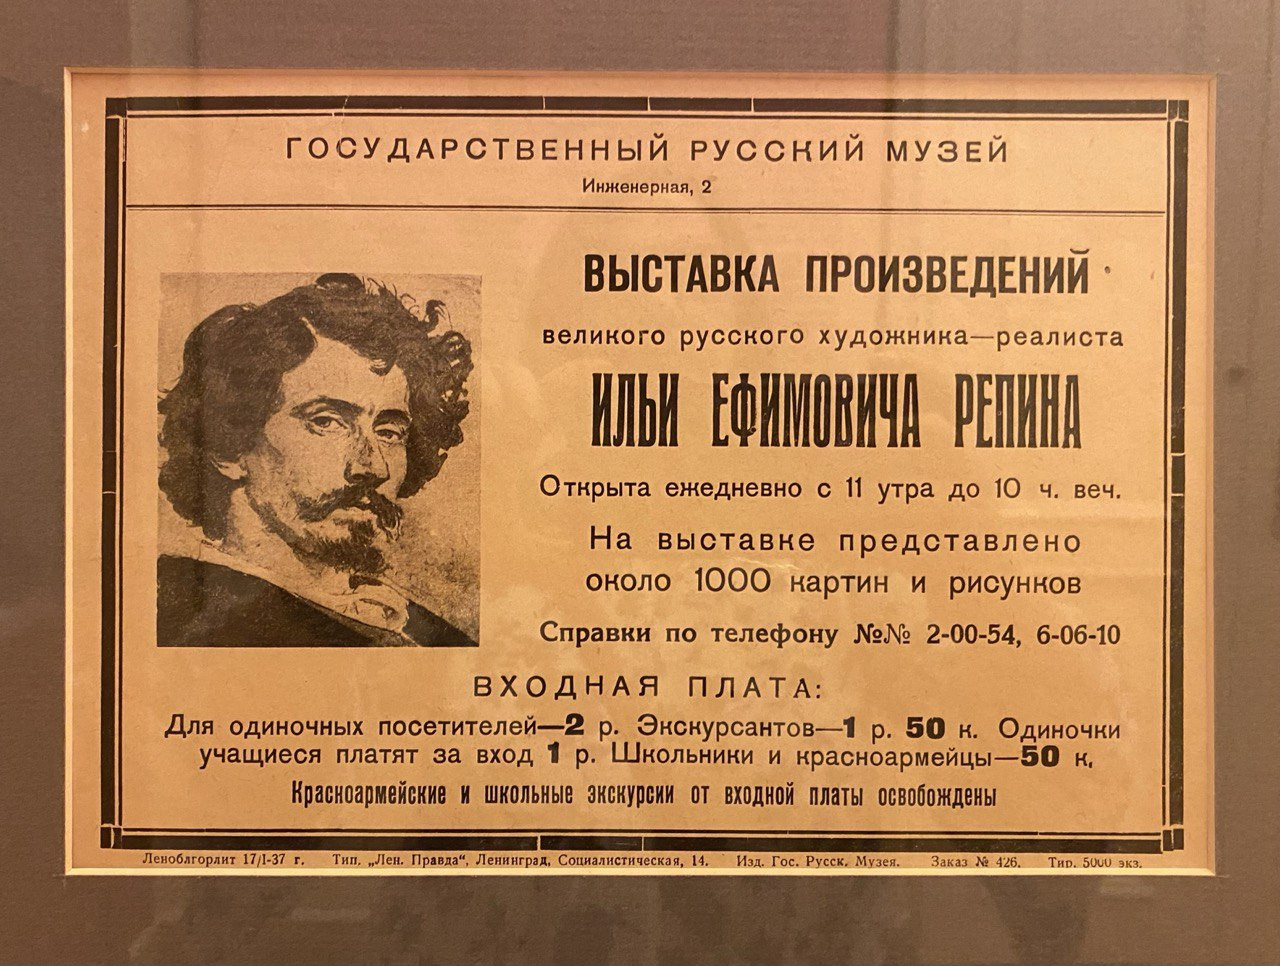 ГОСУДАРСТВЕННЫЙ РУССКИЙ МУЗЕЙ
Инженерная, 2
ВЫСТАВКА ПРОИЗВЕДЕНИЙ
великого русского художника—реалиста
ИЛЬИ ЕФИМОВИЧА РЕПИНА
Открыта ежедневно с 11 утра до 10 ч. веч.
На выставке представлено
около 1000 картин и рисунков
Справки по телефону №№ 2-00-54, 6-06-10
ВХОДНАЯ ПЛАТА:
Для одиночных посетителей—2 р. Экскурсантов—1 р. 50 к. Одиночки
учащиеся платят за вход 1 р. Школьники и красноармейцы—50 к.
Красноармейские и школьные экскурсии от входной платы освобождены
Леноблгорлит 17/I-37 г. Тип. „Лен. Правда“, Ленинград, Социалистическая, 14. Изд. Гос. Русск. Музея. Заказ № 426. Тир. 5000 экз.